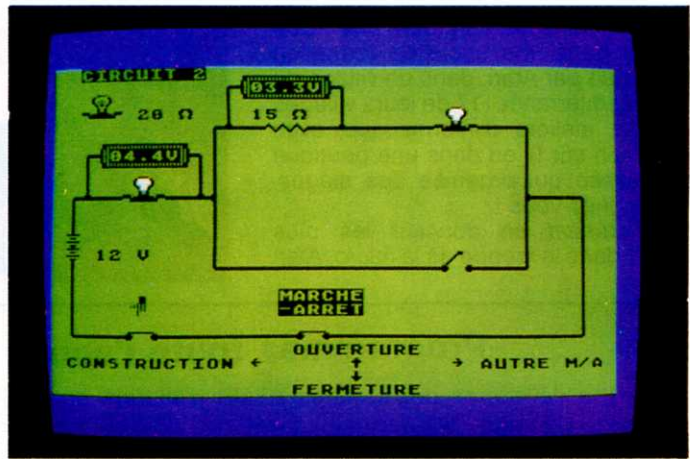 CIRCUIT 2
03.3V
20 Ω
15 Ω
04.4V
12 V
MARCHE
-ARRET
OUVERTURE
CONSTRUCTION ← ↑ → AUTRE M/A
↓
FERMETURE